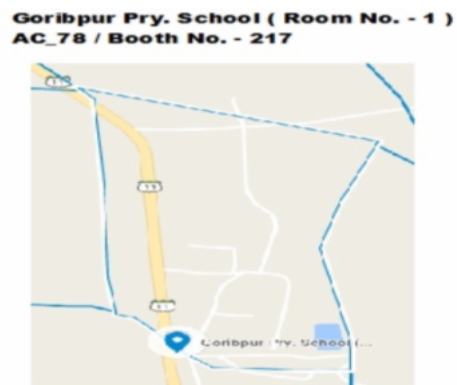 Goribpur Pry. School ( Room No. - 1 )
AC_78 / Booth No. - 217
Goribpur Pry. School (...